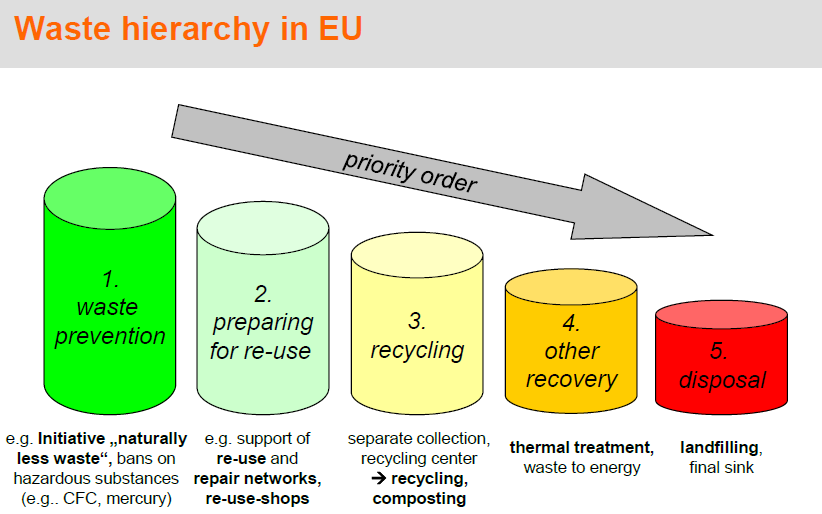 Waste hierarchy in EU
priority order
1.
waste
prevention
2.
preparing
for re-use
3.
recycling
4.
other
recovery
5.
disposal
e.g. Initiative „naturally
less waste“, bans on
hazardous substances
(e.g.. CFC, mercury)
e.g. support of
re-use and
repair networks,
re-use-shops
separate collection,
recycling center
➔ recycling,
composting
thermal treatment,
waste to energy
landfilling,
final sink